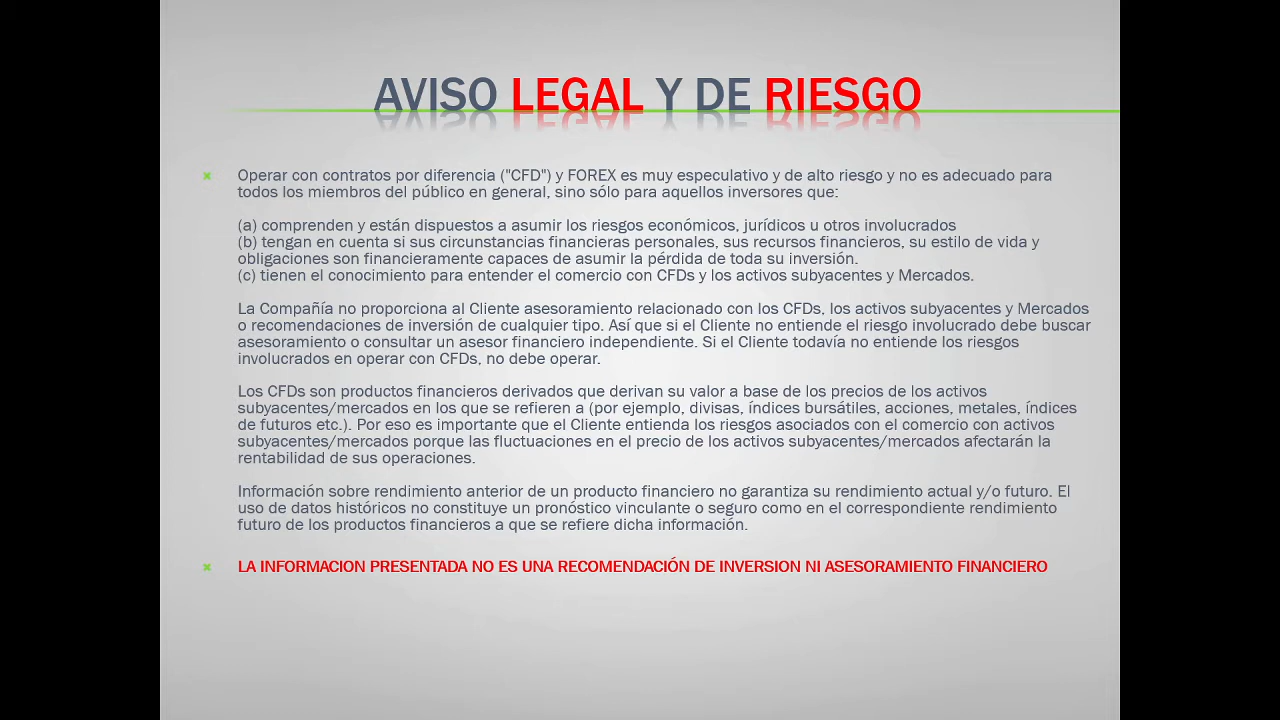 AVISO LEGAL Y DE RIESGO
Operar con contratos por diferencia ("CFD") y FOREX es muy especulativo y de alto riesgo y no es adecuado para
todos los miembros del público en general, sino sólo para aquellos inversores que:
(a) comprenden y están dispuestos a asumir los riesgos económicos, jurídicos u otros involucrados
(b) tengan en cuenta si sus circunstancias financieras personales, sus recursos financieros, su estilo de vida y
obligaciones son financieramente capaces de asumir la pérdida de toda su inversión.
(c) tienen el conocimiento para entender el comercio con CFDs y los activos subyacentes y Mercados.
La Compañía no proporciona al Cliente asesoramiento relacionado con los CFDs, los activos subyacentes y Mercados
o recomendaciones de inversión de cualquier tipo. Así que si el Cliente no entiende el riesgo involucrado debe buscar
asesoramiento o consultar un asesor financiero independiente. Si el Cliente todavía no entiende los riesgos
involucrados en operar con CFDs, no debe operar.
Los CFDs son productos financieros derivados que derivan su valor a base de los precios de los activos
subyacentes/mercados en los que se refieren a (por ejemplo, divisas, índices bursátiles, acciones, metales, índices
de futuros etc.). Por eso es importante que el Cliente entienda los riesgos asociados con el comercio con activos
subyacentes/mercados porque las fluctuaciones en el precio de los activos subyacentes/mercados afectarán la
rentabilidad de sus operaciones.
Información sobre rendimiento anterior de un producto financiero no garantiza su rendimiento actual y/o futuro. El
uso de datos históricos no constituye un pronóstico vinculante o seguro como en el correspondiente rendimiento
futuro de los productos financieros a que se refiere dicha información.
LA INFORMACION PRESENTADA NO ES UNA RECOMENDACIÓN DE INVERSION NI ASESORAMIENTO FINANCIERO